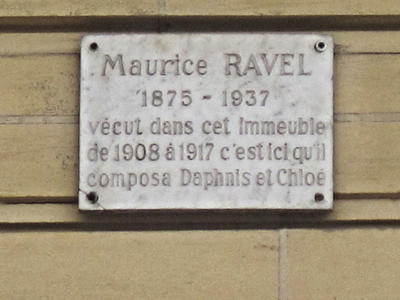 Maurice RAVEL
1875 - 1937
vécut dans cet immeuble
de 1908 à 1917 c'est ici qu'il
composa Daphnis et Chloé